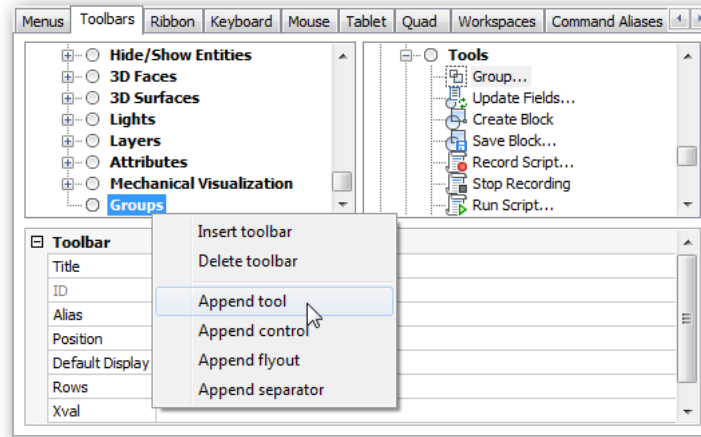 Menus Toolbars Ribbon Keyboard Mouse Tablet Quad Workspaces Command Aliases
Hide/Show Entities
3D Faces
3D Surfaces
Lights
Layers
Attributes
Mechanical Visualization
Groups
Tools
Group...
Update Fields...
Create Block
Save Block...
Record Script...
Stop Recording
Run Script...
Toolbar
Title
ID
Alias
Position
Default Display
Rows
Xval
Insert toolbar
Delete toolbar
Append tool
Append control
Append flyout
Append separator